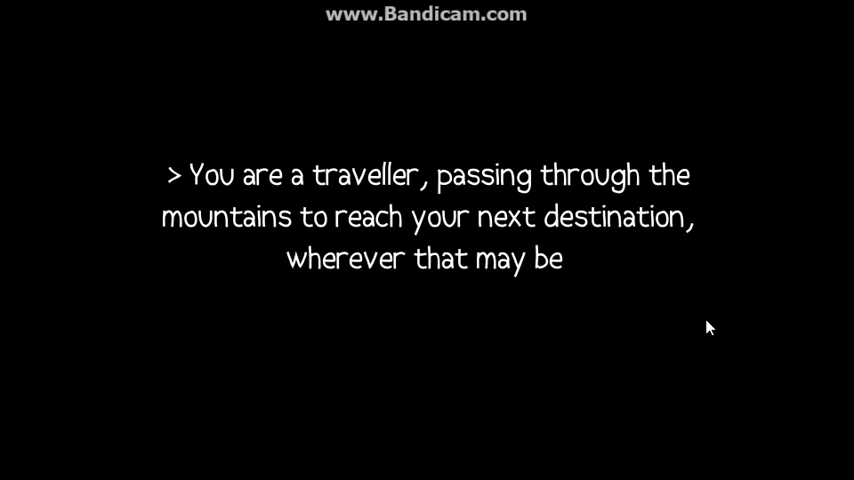 www.Bandicam.com
> You are a traveller, passing through the
mountains to reach your next destination,
wherever that may be